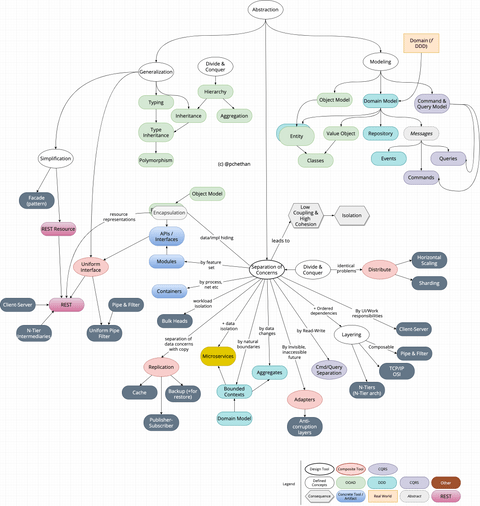 Abstraction
Domain (/
DDD)
Generalization
Divide &
Conquer
Modeling
Hierarchy
Typing
Inheritance
Aggregation
Type
Inheritance
Polymorphism
Object Model
Domain Model
Command &
Query Model
Entity
Value Object
Repository
Messages
Classes
Events
Queries
Commands
(c) @pchethan
Simplification
Facade
(pattern)
REST Resource
resource
representations
Object Model
Encapsulation
APIs /
Interfaces
data/impl hiding
Low
Coupling &
High
Cohesion
Isolation
leads to
Uniform
Interface
Modules
by feature
set
Separation of
Concerns
Divide &
Conquer
identical
problems
Distribute
Horizontal
Scaling
Sharding
Containers
by process,
net etc
Client-Server
REST
Pipe & Filter
N-Tier
Intermediaries
Uniform Pipe
Filter
Bulk Heads
workload
isolation
separation of
data concerns
with copy
+ data
isolation
by natural
boundaries
by data
changes
By invisible,
inaccessible
future
by Read-Write
+ Ordered
dependencies
By UI/Work
responsibilities
Layering
Client-Server
Composable
Pipe & Filter
TCP/IP
OSI
N-Tiers
(N-Tier arch)
Microservices
Replication
Cache
Backup (+for
restore)
Publisher-
Subscriber
Bounded
Contexts
Aggregates
Domain Model
Cmd/Query
Separation
Adapters
Anti-
corruption
layers
Legend
Design Tool
Composite Tool
CQRS
Defined
Concepts
OOAD
DDD
CQRS
Other
Consequence
Concrete Tool /
Artifact
Real World
Abstract
REST